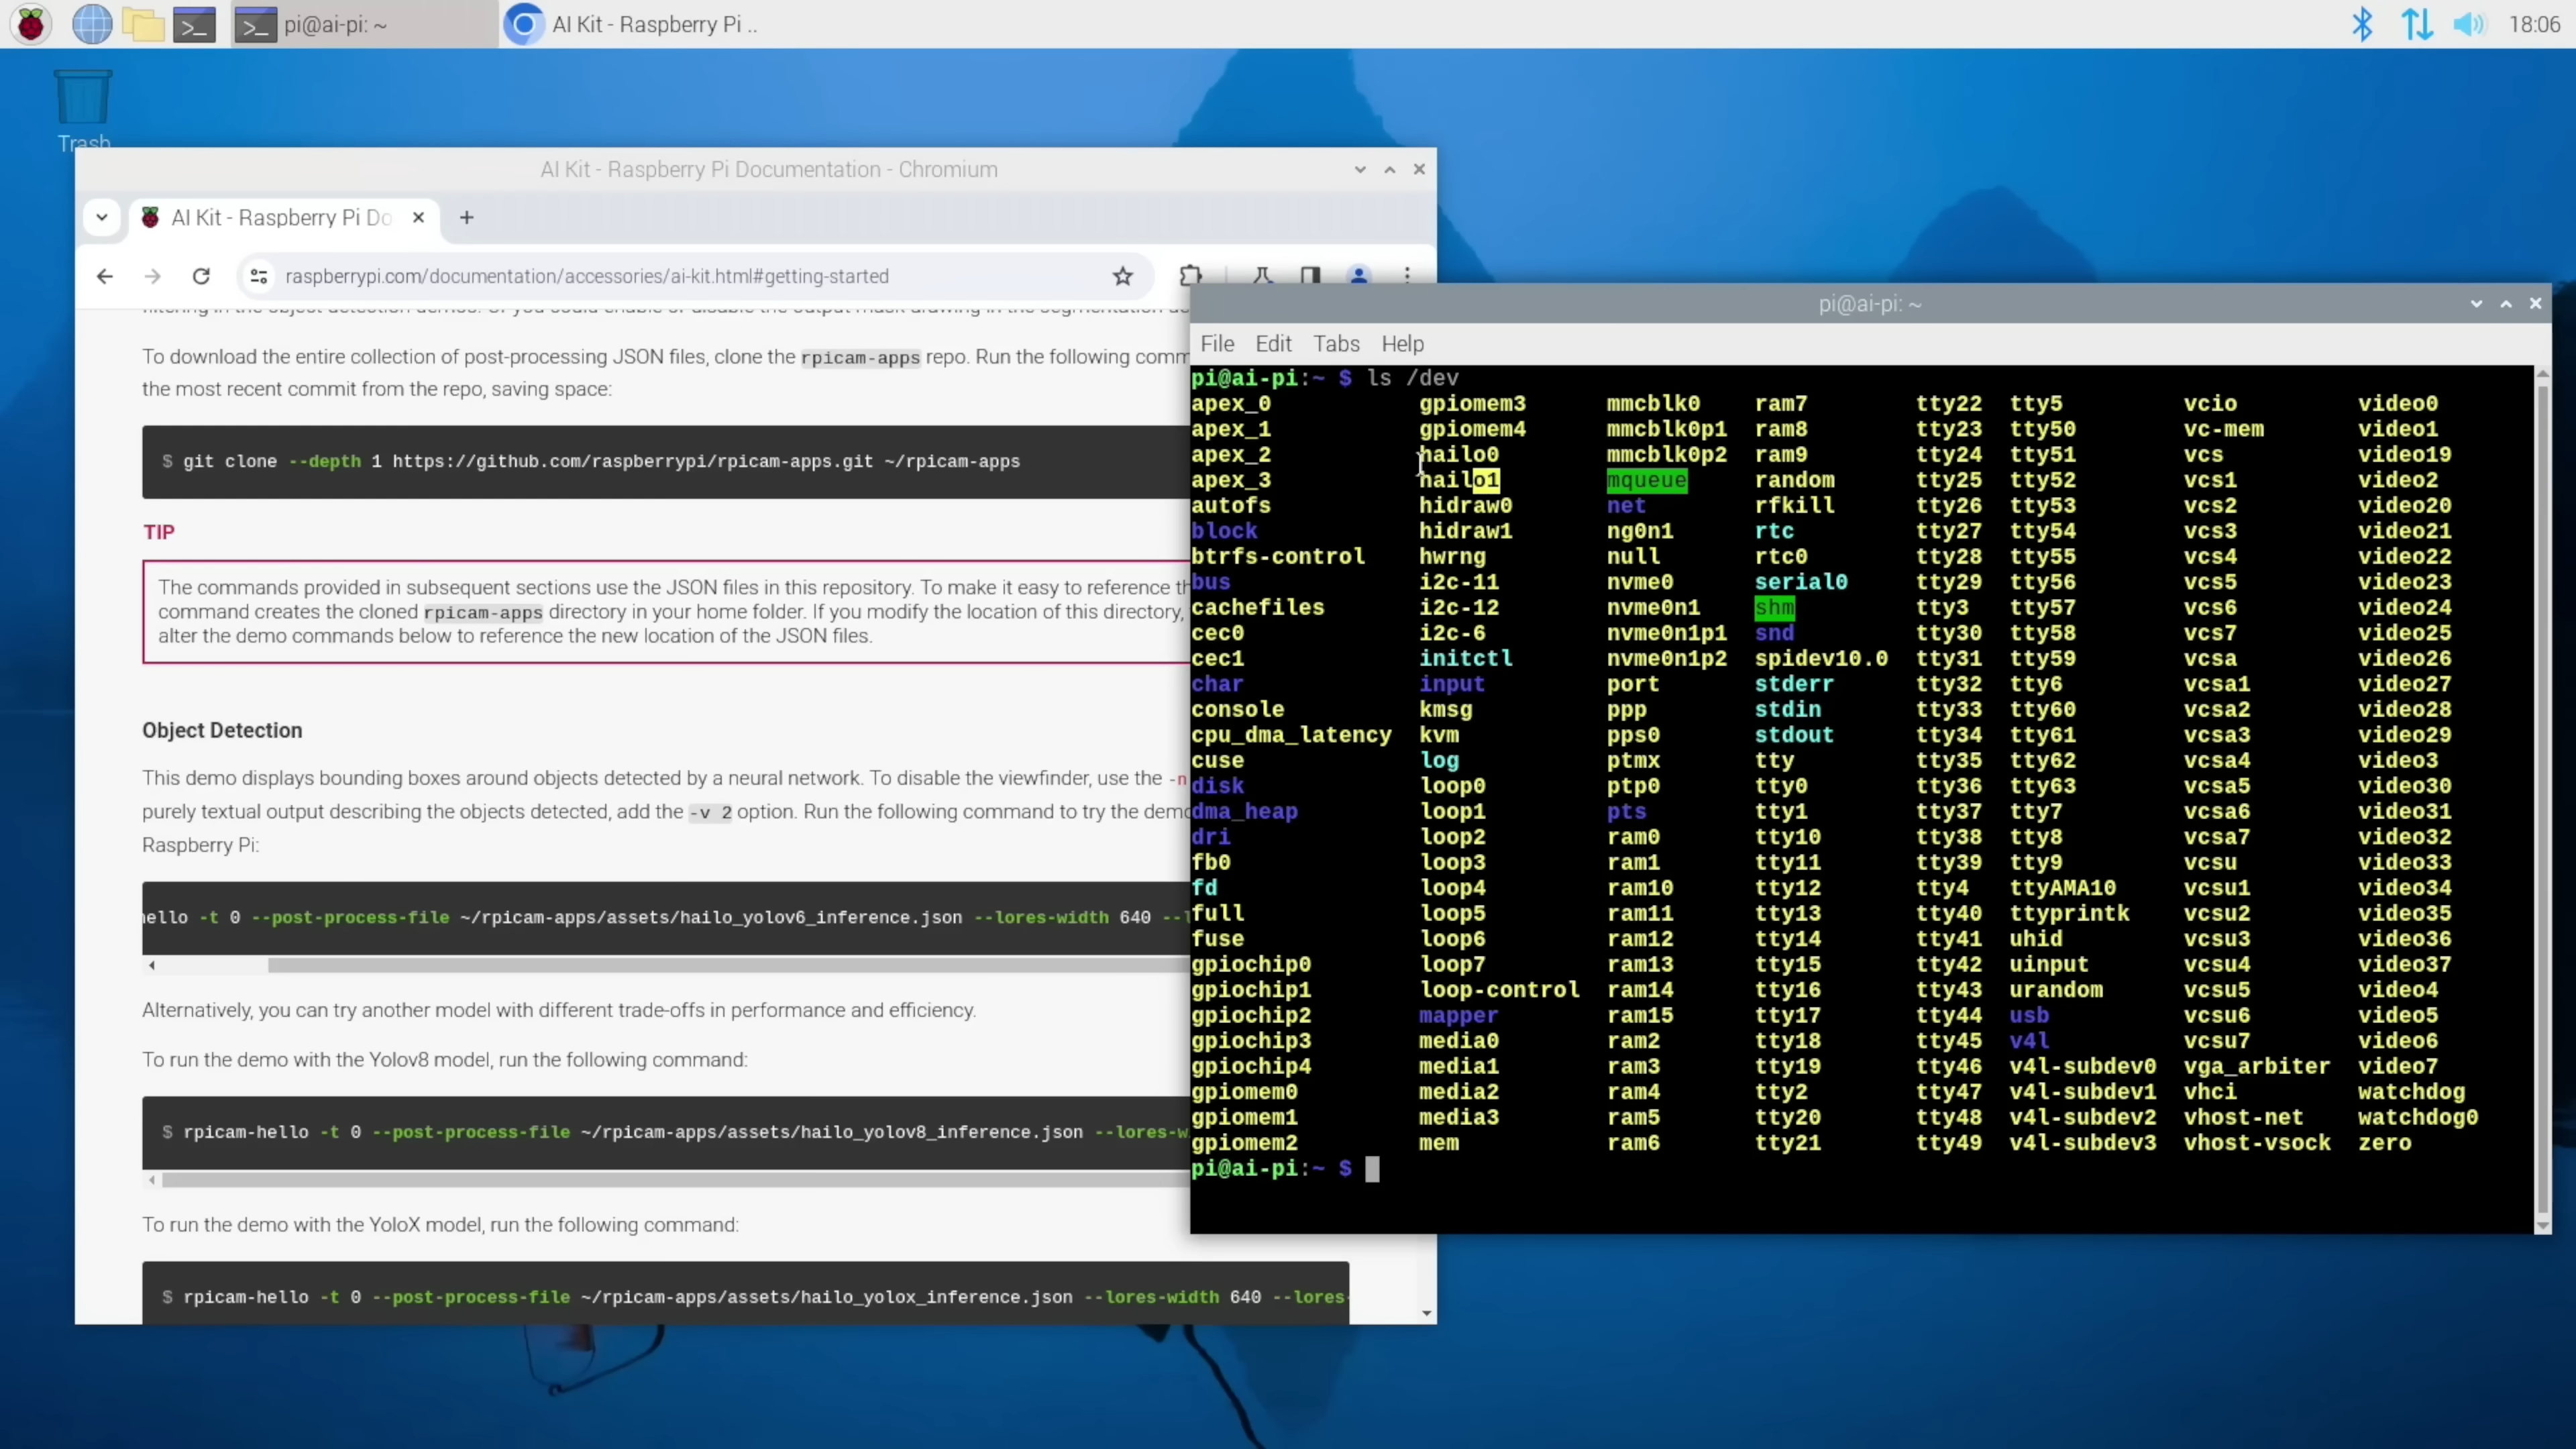 pi@ai-pi: ~
AI Kit - Raspberry Pi ..
18:06
Trash
AI Kit - Raspberry Pi Documentation - Chromium
AI Kit - Raspberry Pi Do
raspberrypi.com/documentation/accessories/ai-kit.html#getting-started
To download the entire collection of post-processing JSON files, clone the rpicam-apps repo. Run the following comm
the most recent commit from the repo, saving space:
$ git clone --depth 1 https://github.com/raspberrypi/rpicam-apps.git ~/rpicam-apps
TIP
The commands provided in subsequent sections use the JSON files in this repository. To make it easy to reference th
command creates the cloned rpicam-apps directory in your home folder. If you modify the location of this directory,
alter the demo commands below to reference the new location of the JSON files.
Object Detection
This demo displays bounding boxes around objects detected by a neural network. To disable the viewfinder, use the -n
purely textual output describing the objects detected, add the -v 2 option. Run the following command to try the demo
Raspberry Pi:
ello -t 0 --post-process-file ~/rpicam-apps/assets/hailo_yolov6_inference.json --lores-width 640 --l
Alternatively, you can try another model with different trade-offs in performance and efficiency.
To run the demo with the Yolov8 model, run the following command:
$ rpicam-hello -t 0 --post-process-file ~/rpicam-apps/assets/hailo_yolov8_inference.json --lores-w
To run the demo with the YoloX model, run the following command:
$ rpicam-hello -t 0 --post-process-file ~/rpicam-apps/assets/hailo_yolox_inference.json --lores-width 640 --lores-
pi@ai-pi: ~
File Edit Tabs Help
pi@ai-pi:~ $ ls /dev
apex_0 gpiomem3 mmcblk0 ram7 tty22 tty5 vcio video0
apex_1 gpiomem4 mmcblk0p1 ram8 tty23 tty50 vc-mem video1
apex_2 hailo0 mmcblk0p2 ram9 tty24 tty51 vcs video19
apex_3 hailo1 mqueue random tty25 tty52 vcs1 video2
autofs hidraw0 net rfkill tty26 tty53 vcs2 video20
block hidraw1 ng0n1 rtc tty27 tty54 vcs3 video21
btrfs-control hwrng null rtc0 tty28 tty55 vcs4 video22
bus i2c-11 nvme0 serial0 tty29 tty56 vcs5 video23
cachefiles i2c-12 nvme0n1 shm tty3 tty57 vcs6 video24
cec0 i2c-6 nvme0n1p1 snd tty30 tty58 vcs7 video25
cec1 initctl nvme0n1p2 spidev10.0 tty31 tty59 vcsa video26
char input port stderr tty32 tty6 vcsa1 video27
console kmsg ppp stdin tty33 tty60 vcsa2 video28
cpu_dma_latency kvm pps0 stdout tty34 tty61 vcsa3 video29
cuse log ptmx tty tty35 tty62 vcsa4 video3
disk loop0 ptp0 tty0 tty36 tty63 vcsa5 video30
dma_heap loop1 pts tty1 tty37 tty7 vcsa6 video31
dri loop2 ram0 tty10 tty38 tty8 vcsa7 video32
fb0 loop3 ram1 tty11 tty39 tty9 vcsu video33
fd loop4 ram10 tty12 tty4 ttyAMA10 vcsu1 video34
full loop5 ram11 tty13 tty40 ttyprintk vcsu2 video35
fuse loop6 ram12 tty14 tty41 uhid vcsu3 video36
gpiochip0 loop7 ram13 tty15 tty42 uinput vcsu4 video37
gpiochip1 loop-control ram14 tty16 tty43 urandom vcsu5 video4
gpiochip2 mapper ram15 tty17 tty44 usb vcsu6 video5
gpiochip3 media0 ram2 tty18 tty45 v4l vcsu7 video6
gpiochip4 media1 ram3 tty19 tty46 v4l-subdev0 vga_arbiter video7
gpiomem0 media2 ram4 tty2 tty47 v4l-subdev1 vhci watchdog
gpiomem1 media3 ram5 tty20 tty48 v4l-subdev2 vhost-net watchdog0
gpiomem2 mem ram6 tty21 tty49 v4l-subdev3 vhost-vsock zero
pi@ai-pi:~ $